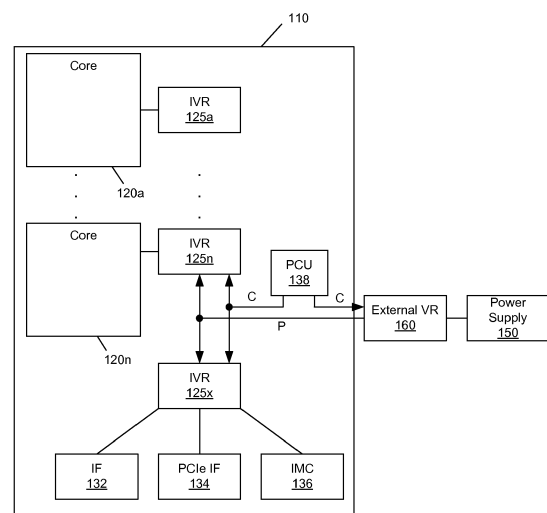 110
Core
IVR
125a
120a
Core
IVR
125n
PCU
138
C
C
P
External VR
160
Power
Supply
150
120n
IVR
125x
IF
132
PCIe IF
134
IMC
136